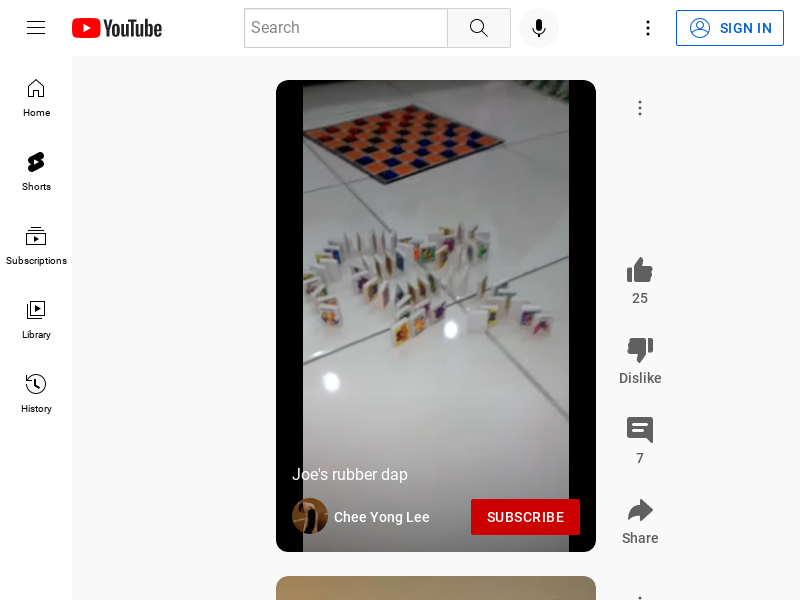 YouTube
Search
SIGN IN
Home
Shorts
Subscriptions
Library
History
25
Dislike
7
Share
Joe's rubber dap
Chee Yong Lee
SUBSCRIBE